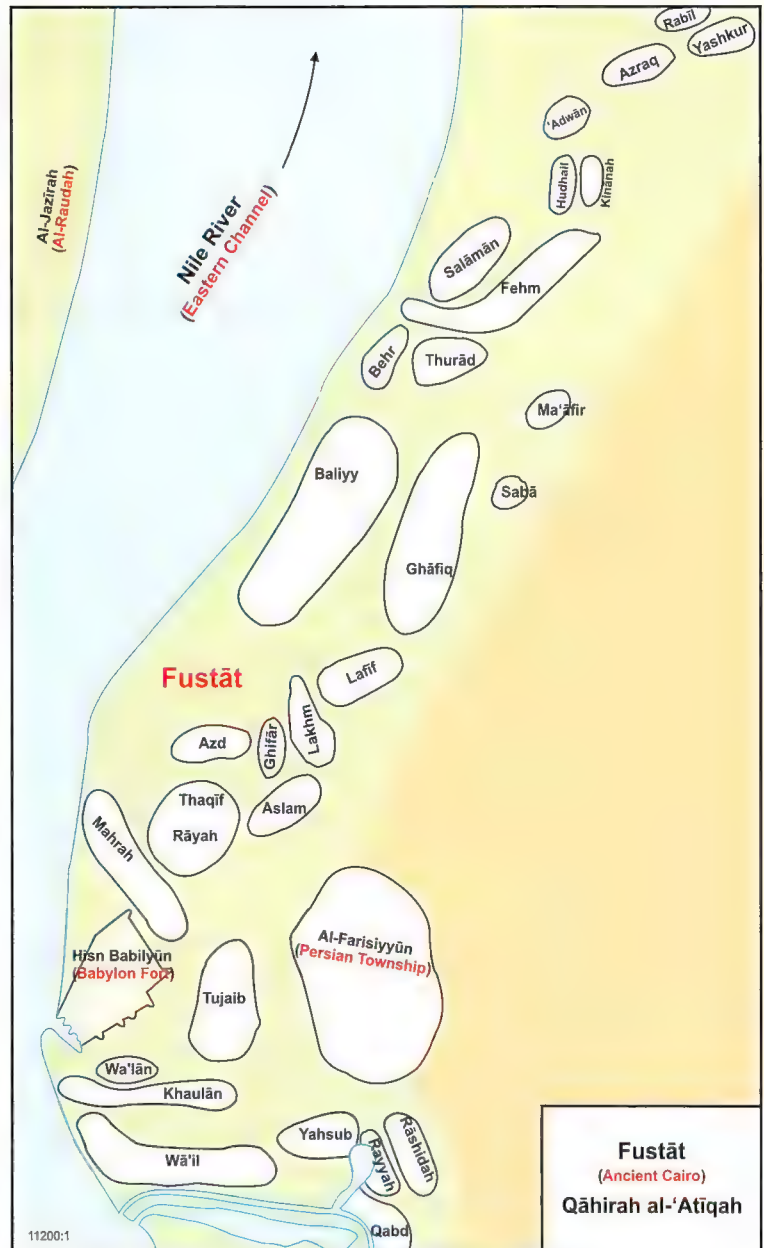 Rabīl
Yashkur
Azraq
'Adwān
Hudhail
Kinānah
Al-Jazīrah
(Al-Raudah)
Nile River
(Eastern Channel)
Salāmān
Fehm
Behr
Thurād
Ma'āfir
Baliyy
Sabā
Ghāfiq
Lafīf
Fustāt
Lakhm
Azd
Ghifār
Thaqīf
Rāyah
Aslam
Mahrah
Al-Farisiyyūn
(Persian Township)
Hisn Babilyūn
(Babylon Fort)
Tujaib
Wa'lān
Khaulān
Yahsub
Rayyah
Rāshidah
Wā'il
Qabd
Fustāt
(Ancient Cairo)
Qāhirah al-'Atīqah
11200:1